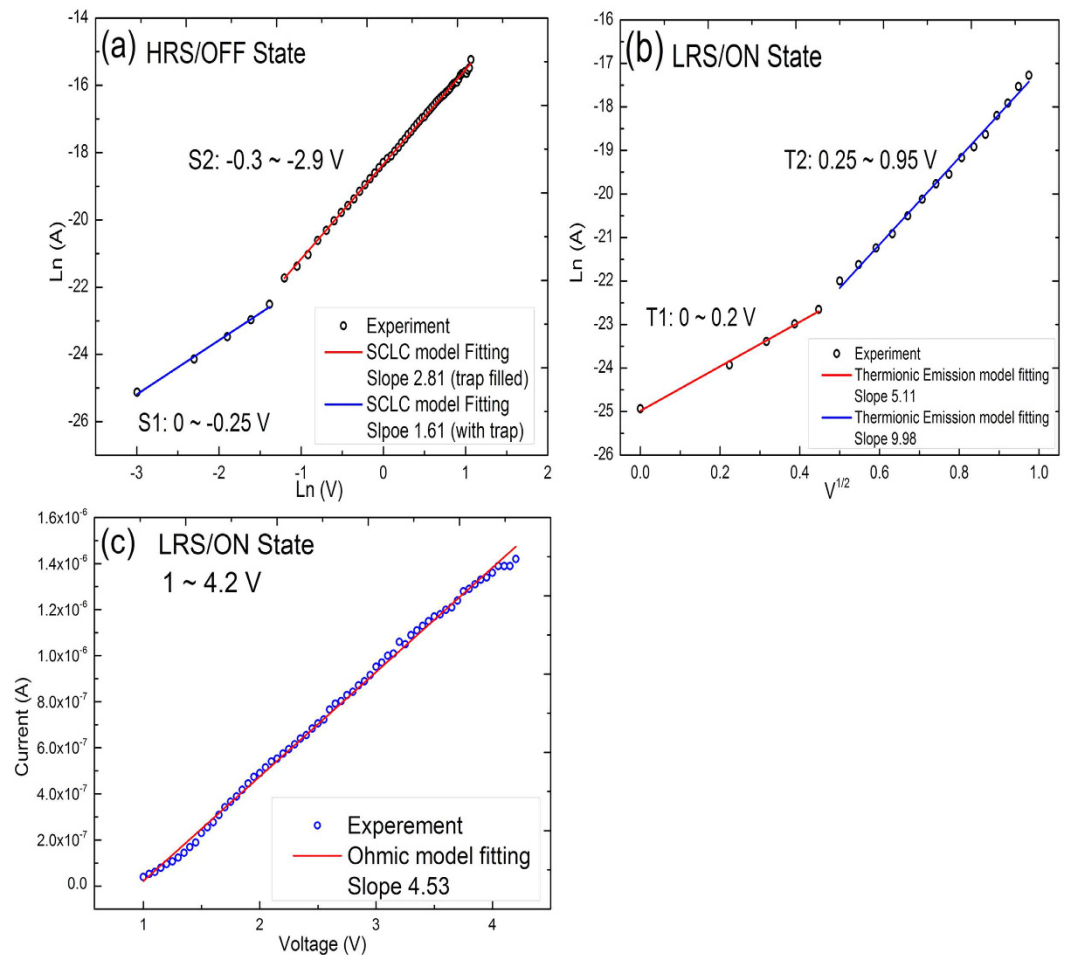 (a) HRS/OFF State
S2: -0.3 ~ -2.9 V
S1: 0 ~ -0.25 V
Experiment
SCLC model Fitting
Slope 2.81 (trap filled)
SCLC model Fitting
Slpoe 1.61 (with trap)
Ln (A)
-14
-16
-18
-20
-22
-24
-26
-3 -2 -1 0 1 2
Ln (V)
(b) LRS/ON State
T2: 0.25 ~ 0.95 V
T1: 0 ~ 0.2 V
Experiment
Thermionic Emission model fitting
Slope 5.11
Thermionic Emission model fitting
Slope 9.98
Ln (A)
-16
-17
-18
-19
-20
-21
-22
-23
-24
-25
-26
0.0 0.2 0.4 0.6 0.8 1.0
V^1/2
(c) LRS/ON State
1 ~ 4.2 V
Experement
Ohmic model fitting
Slope 4.53
Current (A)
1.6x10^-6
1.4x10^-6
1.2x10^-6
1.0x10^-6
8.0x10^-7
6.0x10^-7
4.0x10^-7
2.0x10^-7
0.0
1 2 3 4
Voltage (V)